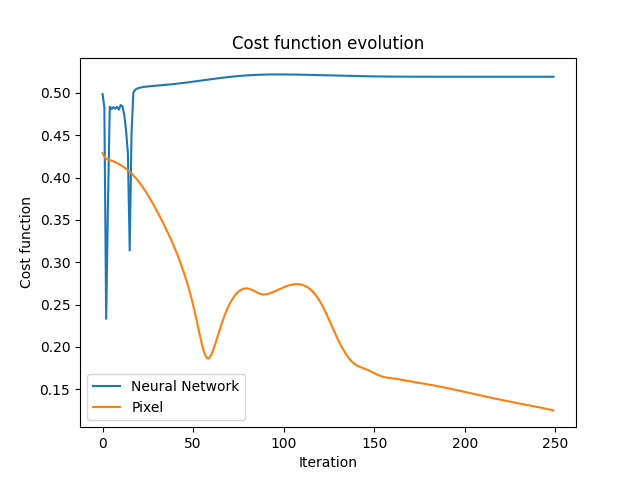 Cost function evolution
0.50
0.45
0.40
0.35
0.30
0.25
0.20
0.15
Cost function
Neural Network
Pixel
0 50 100 150 200 250
Iteration